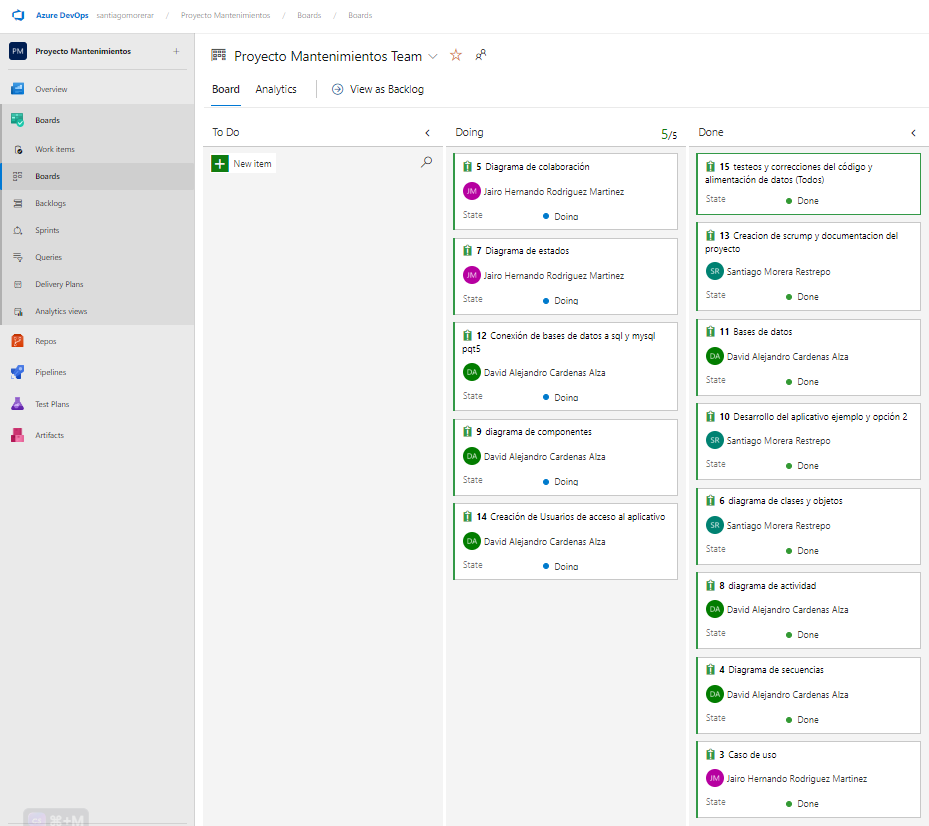 Azure DevOps santiagomorerar / Proyecto Mantenimientos / Boards / Boards
PM Proyecto Mantenimientos +
Overview
Boards
Work items
Boards
Backlogs
Sprints
Queries
Delivery Plans
Analytics views
Repos
Pipelines
Test Plans
Artifacts
⌘+M
Proyecto Mantenimientos Team
Board Analytics View as Backlog
To Do
New item
Doing 5/5
5 Diagrama de colaboración
JM Jairo Hernando Rodriguez Martinez
State Doing
7 Diagrama de estados
JM Jairo Hernando Rodriguez Martinez
State Doing
12 Conexión de bases de datos a sql y mysql
pqt5
DA David Alejandro Cardenas Alza
State Doing
9 diagrama de componentes
DA David Alejandro Cardenas Alza
State Doing
14 Creación de Usuarios de acceso al aplicativo
DA David Alejandro Cardenas Alza
State Doing
Done
15 testeos y correcciones del código y
alimentación de datos (Todos)
State Done
13 Creacion de scrump y documentacion del
proyecto
SR Santiago Morera Restrepo
State Done
11 Bases de datos
DA David Alejandro Cardenas Alza
State Done
10 Desarrollo del aplicativo ejemplo y opción 2
SR Santiago Morera Restrepo
State Done
6 diagrama de clases y objetos
SR Santiago Morera Restrepo
State Done
8 diagrama de actividad
DA David Alejandro Cardenas Alza
State Done
4 Diagrama de secuencias
DA David Alejandro Cardenas Alza
State Done
3 Caso de uso
JM Jairo Hernando Rodriguez Martinez
State Done